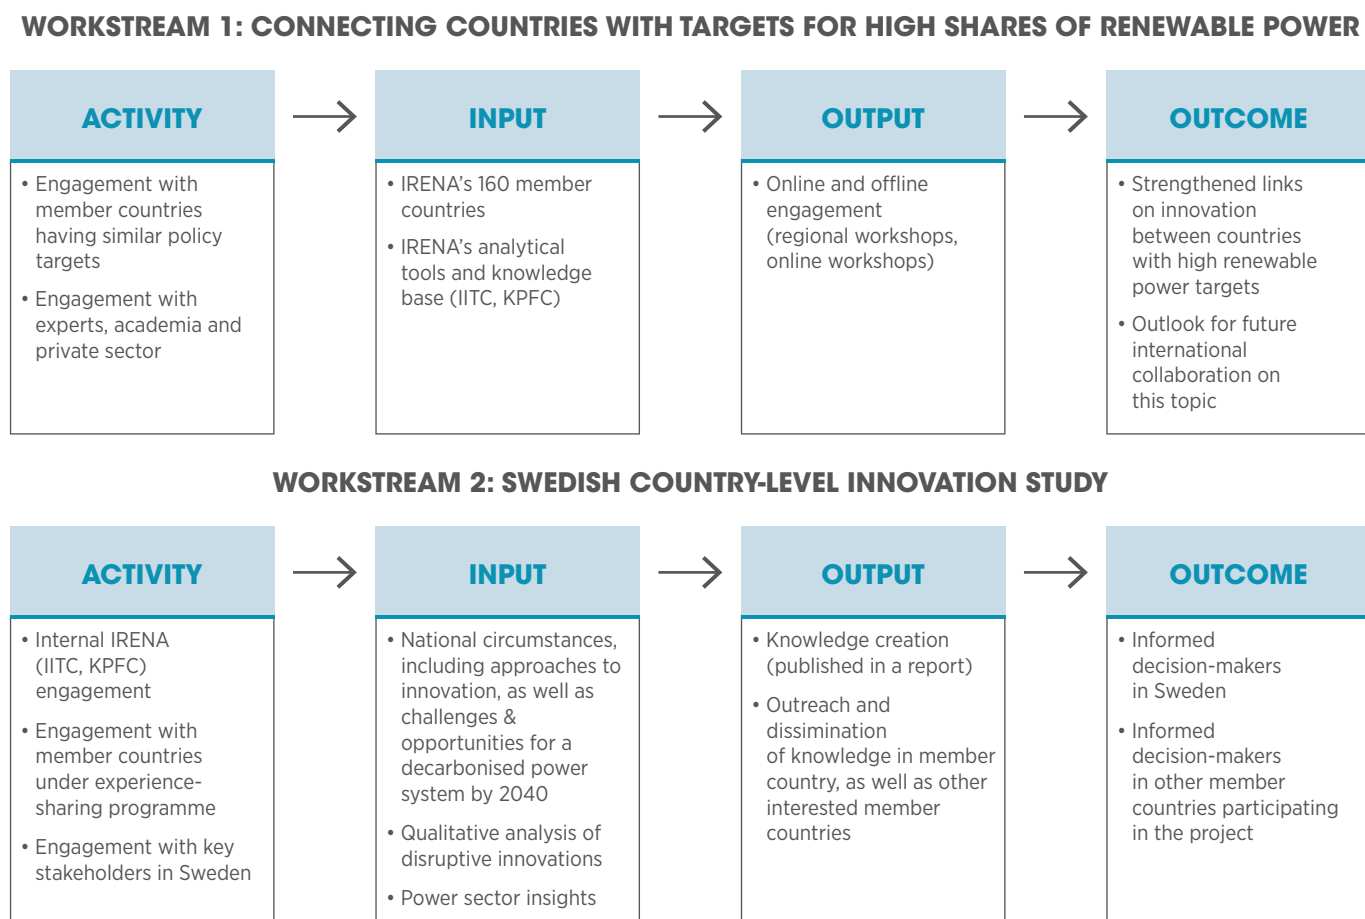 WORKSTREAM 1: CONNECTING COUNTRIES WITH TARGETS FOR HIGH SHARES OF RENEWABLE POWER
ACTIVITY
• Engagement with
member countries
having similar policy
targets
• Engagement with
experts, academia and
private sector
INPUT
• IRENA’s 160 member
countries
• IRENA’s analytical
tools and knowledge
base (IITC, KPFC)
OUTPUT
• Online and offline
engagement
(regional workshops,
online workshops)
OUTCOME
• Strengthened links
on innovation
between countries
with high renewable
power targets
• Outlook for future
international
collaboration on
this topic
WORKSTREAM 2: SWEDISH COUNTRY-LEVEL INNOVATION STUDY
ACTIVITY
• Internal IRENA
(IITC, KPFC)
engagement
• Engagement with
member countries
under experience-
sharing programme
• Engagement with key
stakeholders in Sweden
INPUT
• National circumstances,
including approaches to
innovation, as well as
challenges &
opportunities for a
decarbonised power
system by 2040
• Qualitative analysis of
disruptive innovations
• Power sector insights
OUTPUT
• Knowledge creation
(published in a report)
• Outreach and
dissimination
of knowledge in member
country, as well as other
interested member
countries
OUTCOME
• Informed
decision-makers
in Sweden
• Informed
decision-makers
in other member
countries participating
in the project